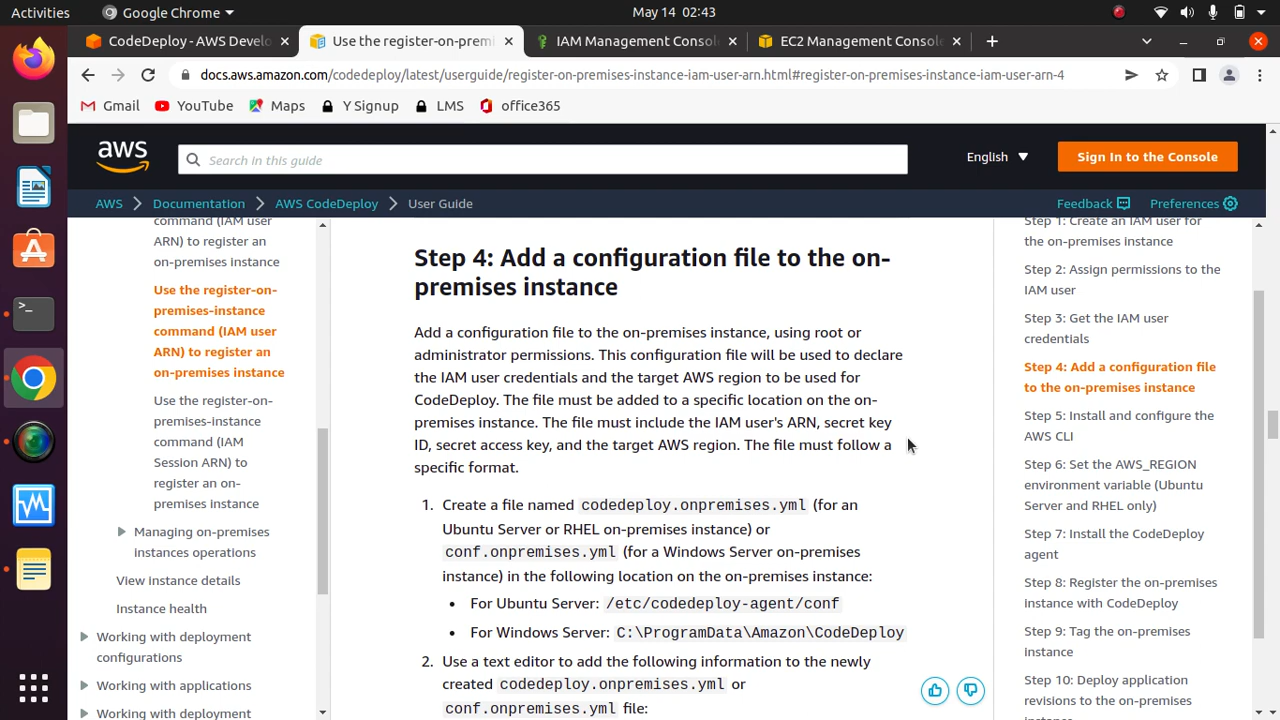 Activities
Google Chrome
May 14 02:43
CodeDeploy - AWS Develo
Use the register-on-premi
IAM Management Consol
EC2 Management Consol
docs.aws.amazon.com/codedeploy/latest/userguide/register-on-premises-instance-iam-user-arn.html#register-on-premises-instance-iam-user-arn-4
Gmail
YouTube
Maps
Y Signup
LMS
office365
aws
Search in this guide
English
Sign In to the Console
AWS
Documentation
AWS CodeDeploy
User Guide
Feedback
Preferences
command (IAM user
ARN) to register an
on-premises instance
Use the register-on-
premises-instance
command (IAM user
ARN) to register an
on-premises instance
Use the register-on-
premises-instance
command (IAM
Session ARN) to
register an on-
premises instance
Managing on-premises
instances operations
View instance details
Instance health
Working with deployment
configurations
Working with applications
Working with deployment
Step 4: Add a configuration file to the on-
premises instance
Add a configuration file to the on-premises instance, using root or
administrator permissions. This configuration file will be used to declare
the IAM user credentials and the target AWS region to be used for
CodeDeploy. The file must be added to a specific location on the on-
premises instance. The file must include the IAM user's ARN, secret key
ID, secret access key, and the target AWS region. The file must follow a
specific format.
1. Create a file named codedeploy.onpremises.yml (for an
Ubuntu Server or RHEL on-premises instance) or
conf.onpremises.yml (for a Windows Server on-premises
instance) in the following location on the on-premises instance:
• For Ubuntu Server: /etc/codedeploy-agent/conf
• For Windows Server: C:\ProgramData\Amazon\CodeDeploy
2. Use a text editor to add the following information to the newly
created codedeploy.onpremises.yml or
conf.onpremises.yml file:
Step 1: Create an IAM user for
the on-premises instance
Step 2: Assign permissions to the
IAM user
Step 3: Get the IAM user
credentials
Step 4: Add a configuration file
to the on-premises instance
Step 5: Install and configure the
AWS CLI
Step 6: Set the AWS_REGION
environment variable (Ubuntu
Server and RHEL only)
Step 7: Install the CodeDeploy
agent
Step 8: Register the on-premises
instance with CodeDeploy
Step 9: Tag the on-premises
instance
Step 10: Deploy application
revisions to the on-premises